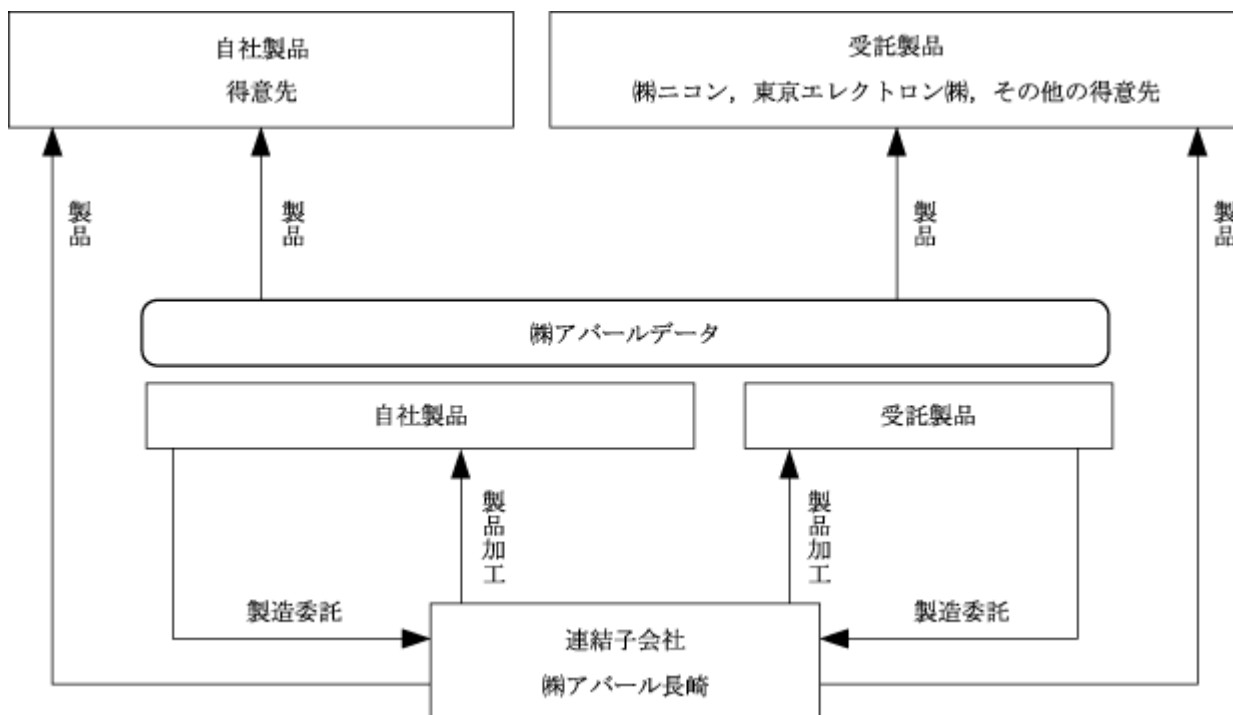 自社製品
得意先
受託製品
㈱ニコン，東京エレクトロン㈱，その他の得意先
製品
製品
製品
製品
㈱アバールデータ
自社製品
受託製品
製品加工
製品加工
製造委託
製造委託
連結子会社
㈱アバール長崎